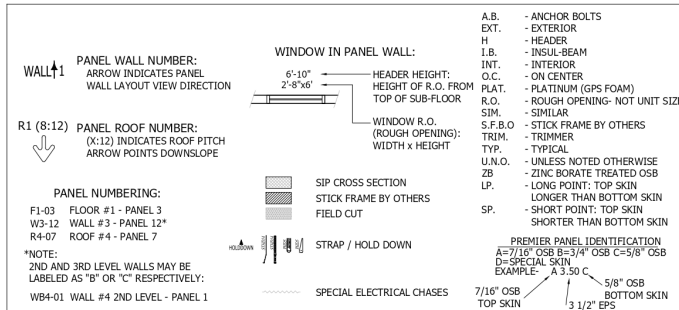 WALL 1
PANEL WALL NUMBER:
ARROW INDICATES PANEL
WALL LAYOUT VIEW DIRECTION
R1 (8:12)
PANEL ROOF NUMBER:
(X:12) INDICATES ROOF PITCH
ARROW POINTS DOWNSLOPE
PANEL NUMBERING:
F1-03 FLOOR #1 - PANEL 3
W3-12 WALL #3 - PANEL 12*
R4-07 ROOF #4 - PANEL 7
*NOTE:
2ND AND 3RD LEVEL WALLS MAY BE
LABELED AS "B" OR "C" RESPECTIVELY:
WB4-01 WALL #4 2ND LEVEL - PANEL 1
WINDOW IN PANEL WALL:
6'-10"
2'-8"x6'
HEADER HEIGHT:
HEIGHT OF R.O. FROM
TOP OF SUB-FLOOR
WINDOW R.O.
(ROUGH OPENING):
WIDTH x HEIGHT
SIP CROSS SECTION
STICK FRAME BY OTHERS
FIELD CUT
HOLDDOWN
STRAP / HOLD DOWN
SPECIAL ELECTRICAL CHASES
A.B. - ANCHOR BOLTS
EXT. - EXTERIOR
H - HEADER
I.B. - INSUL-BEAM
INT. - INTERIOR
O.C. - ON CENTER
PLAT. - PLATINUM (GPS FOAM)
R.O. - ROUGH OPENING- NOT UNIT SIZE
SIM. - SIMILAR
S.F.B.O - STICK FRAME BY OTHERS
TRIM. - TRIMMER
TYP. - TYPICAL
U.N.O. - UNLESS NOTED OTHERWISE
ZB - ZINC BORATE TREATED OSB
LP. - LONG POINT: TOP SKIN
LONGER THAN BOTTOM SKIN
SP. - SHORT POINT: TOP SKIN
SHORTER THAN BOTTOM SKIN
PREMIER PANEL IDENTIFICATION
A=7/16" OSB B=3/4" OSB C=5/8" OSB
D=SPECIAL SKIN
EXAMPLE- A 3.50 C
7/16" OSB
TOP SKIN
5/8" OSB
BOTTOM SKIN
3 1/2" EPS